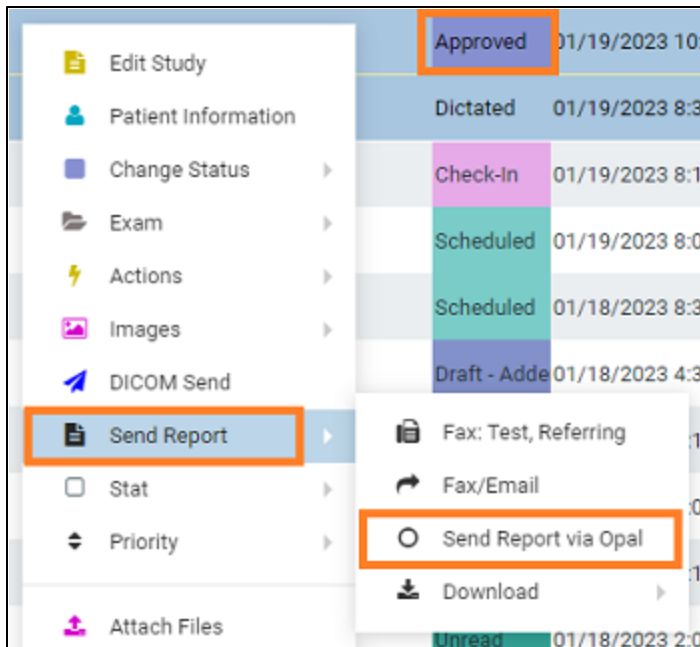 Approved 01/19/2023 10:
Edit Study
Patient Information
Dictated 01/19/2023 8:3
Change Status
Check-In 01/19/2023 8:1
Exam
Scheduled 01/19/2023 8:0
Actions
Scheduled 01/18/2023 8:3
Images
DICOM Send
Draft - Adde 01/18/2023 4:3
Send Report
Fax: Test, Referring
:1
Stat
Fax/Email
:0
Priority
Send Report via Opal
:1
Download
Attach Files
Unread 01/18/2023 2:0